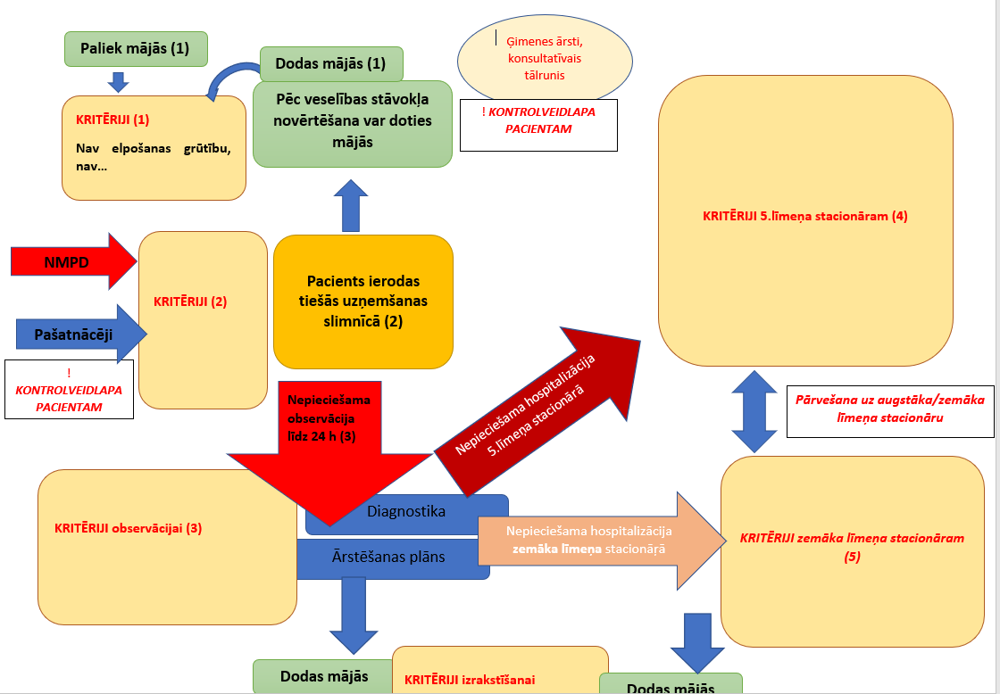 Paliek mājās (1)
Dodas mājās (1)
Ģimenes ārsti,
konsultatīvais
tālrunis
! KONTROLVEIDLAPA
PACIENTAM
KRITĒRIJI (1)
Nav elpošanas grūtību,
nav...
Pēc veselības stāvokļa
novērtēšana var doties
mājās
KRITĒRIJI 5.līmeņa stacionāram (4)
NMPD
KRITĒRIJI (2)
Pacients ierodas
tiešās uzņemšanas
slimnīcā (2)
Pašatnācēji
!
KONTROLVEIDLAPA
PACIENTAM
Nepieciešama
observācija
līdz 24 h (3)
Nepieciešama hospitalizācija
5.līmeņa stacionārā
Pārvešana uz augstāka/zemāka
līmeņa stacionāru
KRITĒRIJI observācijai (3)
Diagnostika
Ārstēšanas plāns
Nepieciešama hospitalizācija
zemāka līmeņa stacionārā
KRITĒRIJI zemāka līmeņa stacionāram
(5)
Dodas mājās
KRITĒRIJI izrakstīšanai
Dodas mājās